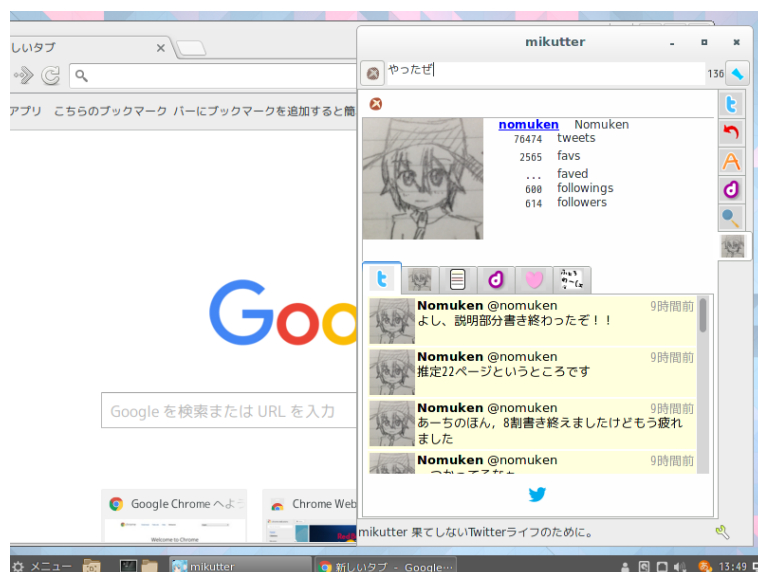 しいタブ
mikutter
やったぜ
136
アプリ こちらのブックマーク バーにブックマークを追加すると簡
nomuken Nomuken
76474 tweets
2565 favs
... faved
600 followings
614 followers
Goo
Google を検索または URL を入力
Nomuken @nomuken 9時間前
よし、説明部分書き終わったぞ！！
Nomuken @nomuken 9時間前
推定22ページというところです
Nomuken @nomuken 9時間前
あーちのほん，8割書き終えましたけどもう疲れ
ました
Nomuken @nomuken 9時間前
Google Chrome へよ
Chrome Web
Welcome to Chrome
mikutter 果てしないTwitterライフのために。
メニュー
mikutter
新しいタブ - Google…
13:49